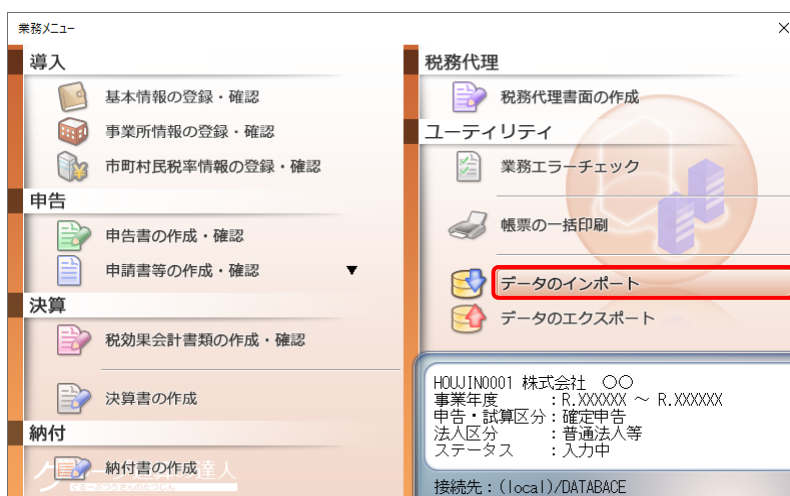 業務メニュー
導入
基本情報の登録・確認
事業所情報の登録・確認
市町村民税率情報の登録・確認
申告
申告書の作成・確認
申請書等の作成・確認 ▼
決算
税効果会計書類の作成・確認
決算書の作成
納付
納付書の作成
税務代理
税務代理書面の作成
ユーティリティ
業務エラーチェック
帳票の一括印刷
データのインポート
データのエクスポート
HOUJIN0001 株式会社 〇〇
事業年度 :R.XXXXXX ～ R.XXXXXX
申告・試算区分:確定申告
法人区分 :普通法人等
ステータス :入力中
接続先:(local)/DATABACE